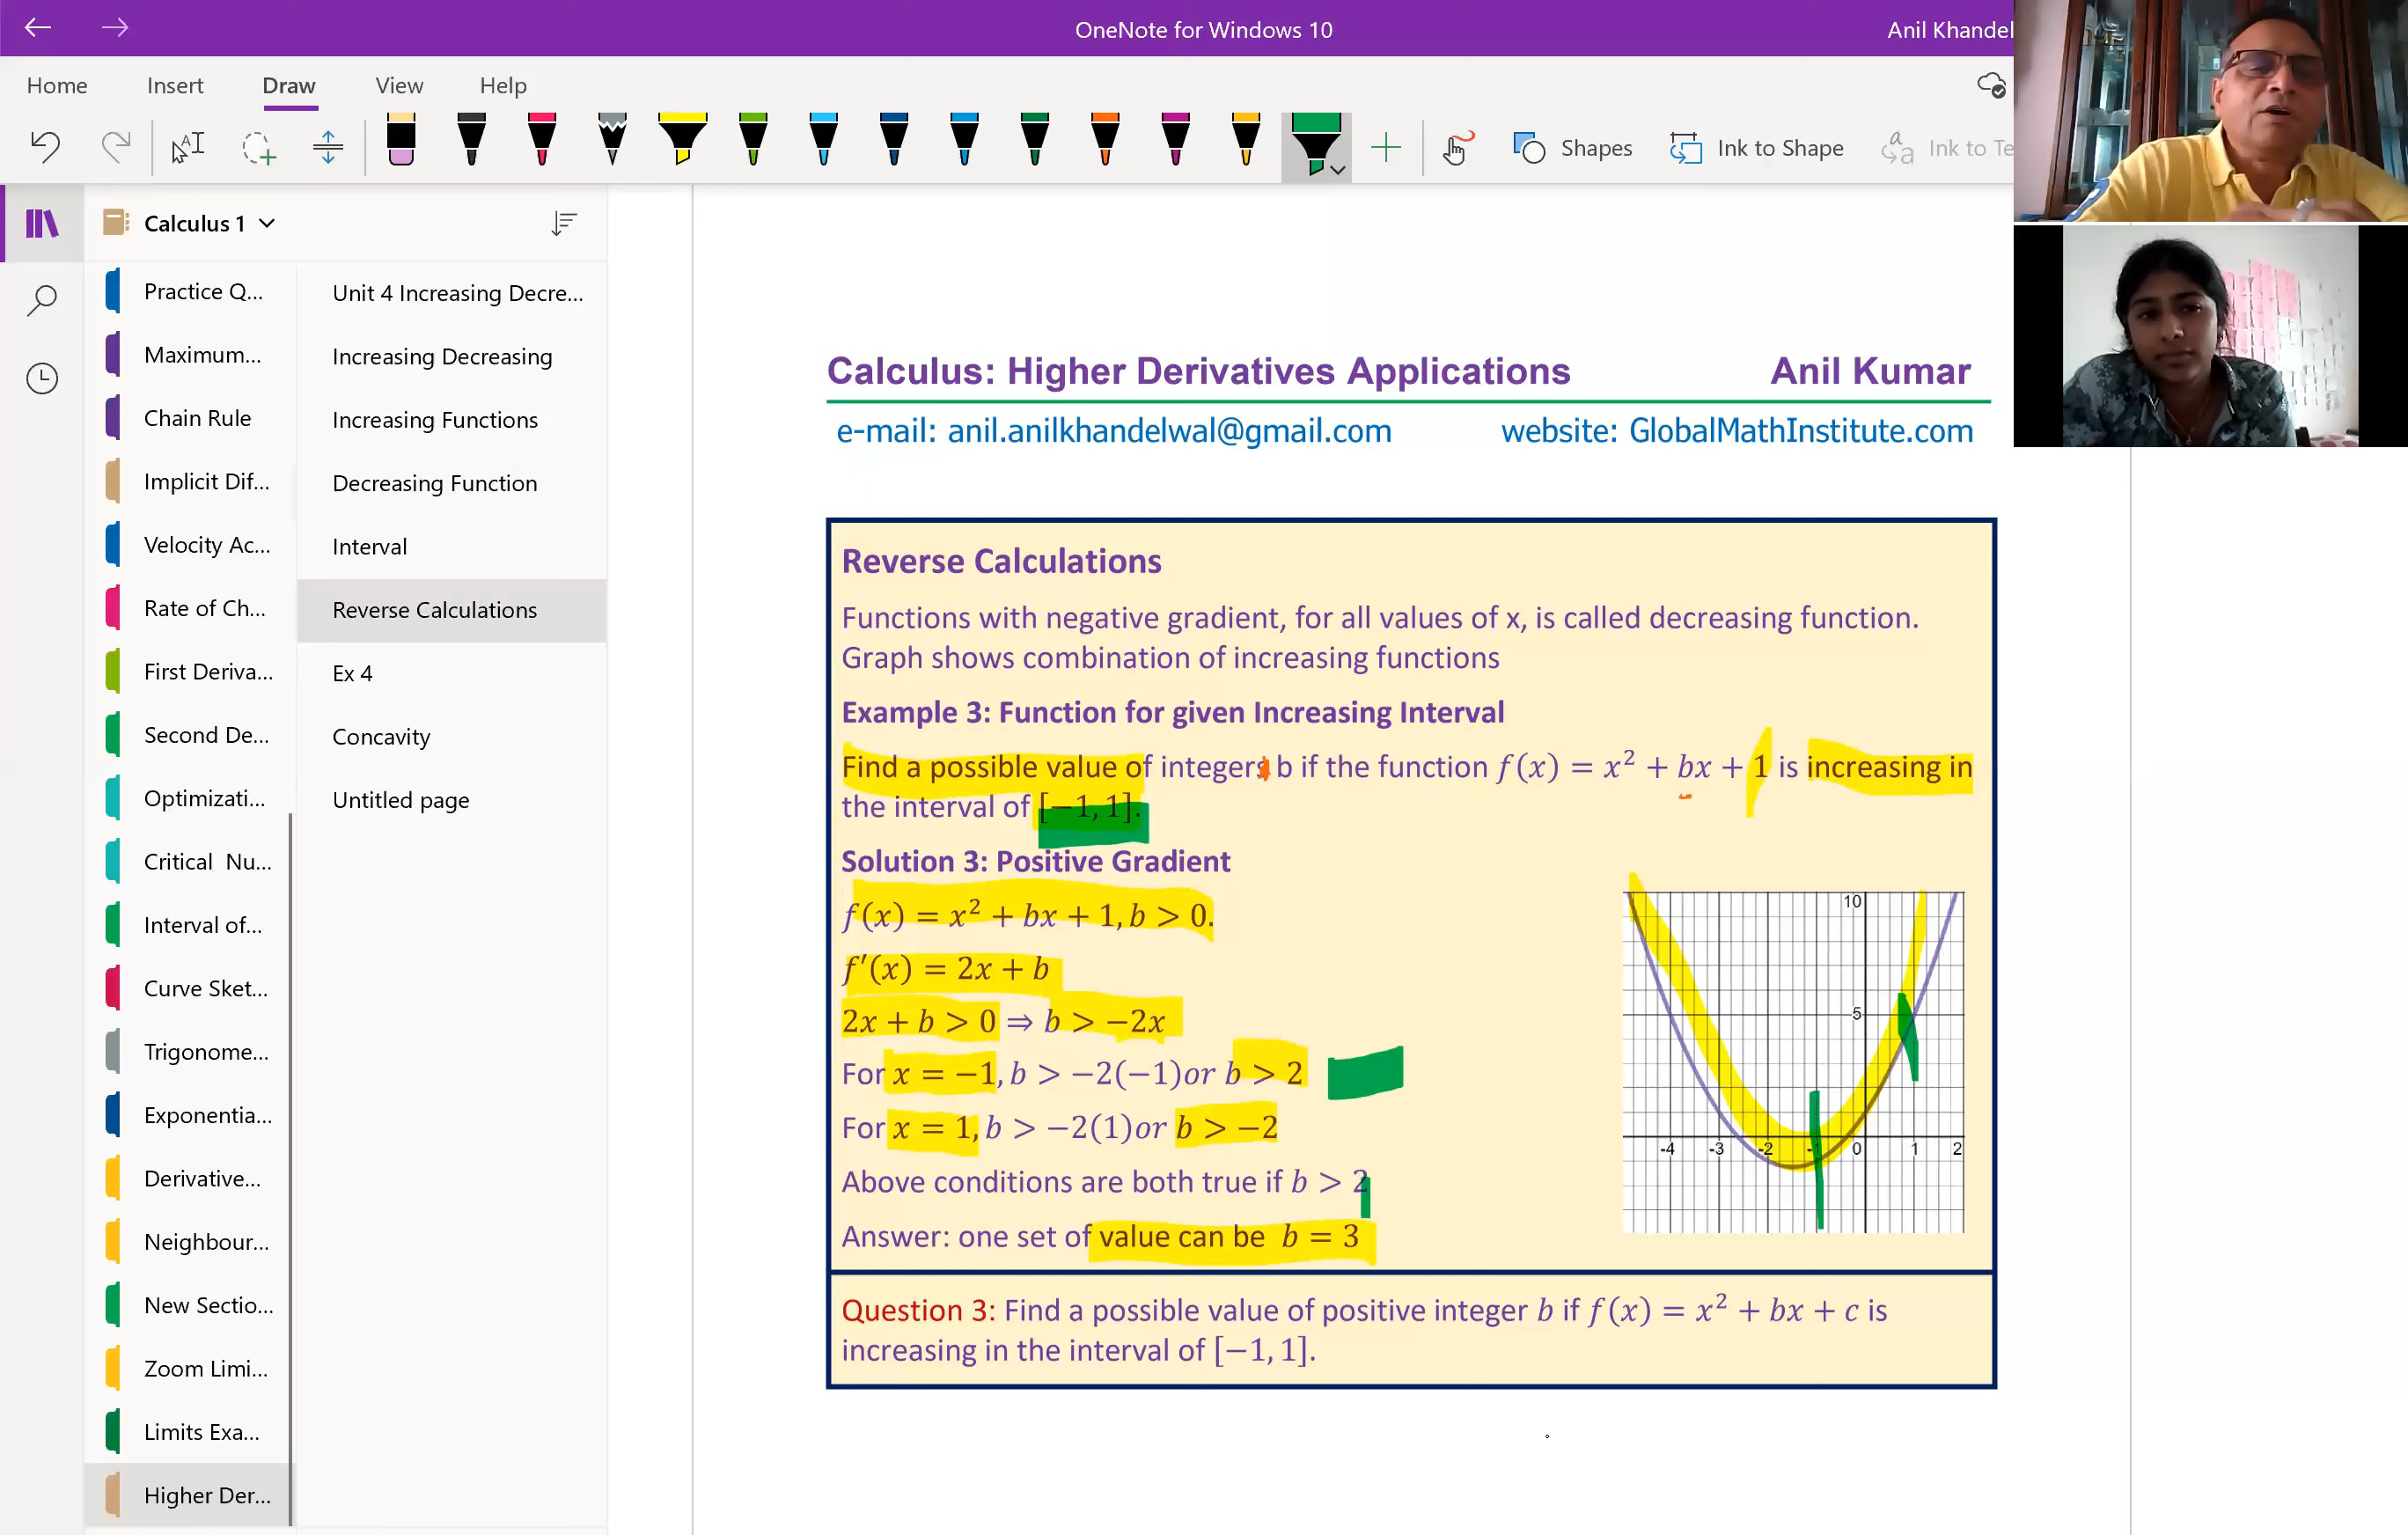 OneNote for Windows 10
Anil Khandel
Home Insert Draw View Help
Shapes Ink to Shape Ink to Te
Calculus 1
Practice Q...
Maximum...
Chain Rule
Implicit Dif...
Velocity Ac...
Rate of Ch...
First Deriva...
Second De...
Optimizati...
Critical Nu...
Interval of...
Curve Sket...
Trigonome...
Exponentia...
Derivative...
Neighbour...
New Sectio...
Zoom Limi...
Limits Exa...
Higher Der...
Unit 4 Increasing Decre...
Increasing Decreasing
Increasing Functions
Decreasing Function
Interval
Reverse Calculations
Ex 4
Concavity
Untitled page
Calculus: Higher Derivatives Applications Anil Kumar
e-mail: anil.anilkhandelwal@gmail.com website: GlobalMathInstitute.com
Reverse Calculations
Functions with negative gradient, for all values of x, is called decreasing function.
Graph shows combination of increasing functions
Example 3: Function for given Increasing Interval
Find a possible value of integers b if the function f(x) = x² + bx + 1 is increasing in
the interval of [−1, 1].
Solution 3: Positive Gradient
f(x) = x² + bx + 1, b > 0.
f′(x) = 2x + b
2x + b > 0 ⇒ b > −2x
For x = −1, b > −2(−1)or b > 2
For x = 1, b > −2(1)or b > −2
Above conditions are both true if b > 2
Answer: one set of value can be b = 3
10
5
-4 -3 -2 -1 0 1 2
Question 3: Find a possible value of positive integer b if f(x) = x² + bx + c is
increasing in the interval of [−1, 1].